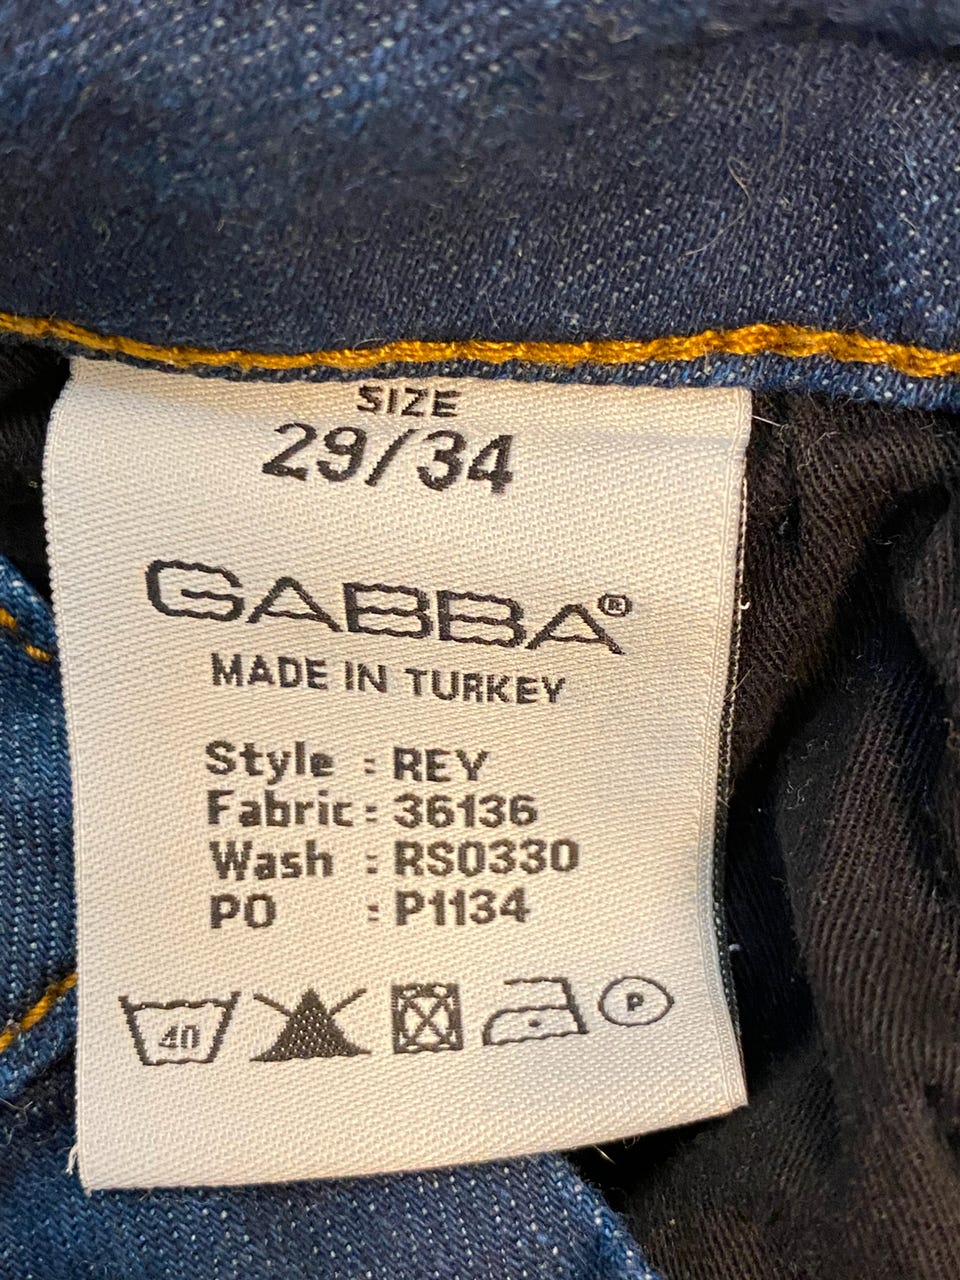 SIZE
29/34
GABBA®
MADE IN TURKEY
Style : REY
Fabric : 36136
Wash : RS0330
PO : P1134
40
P